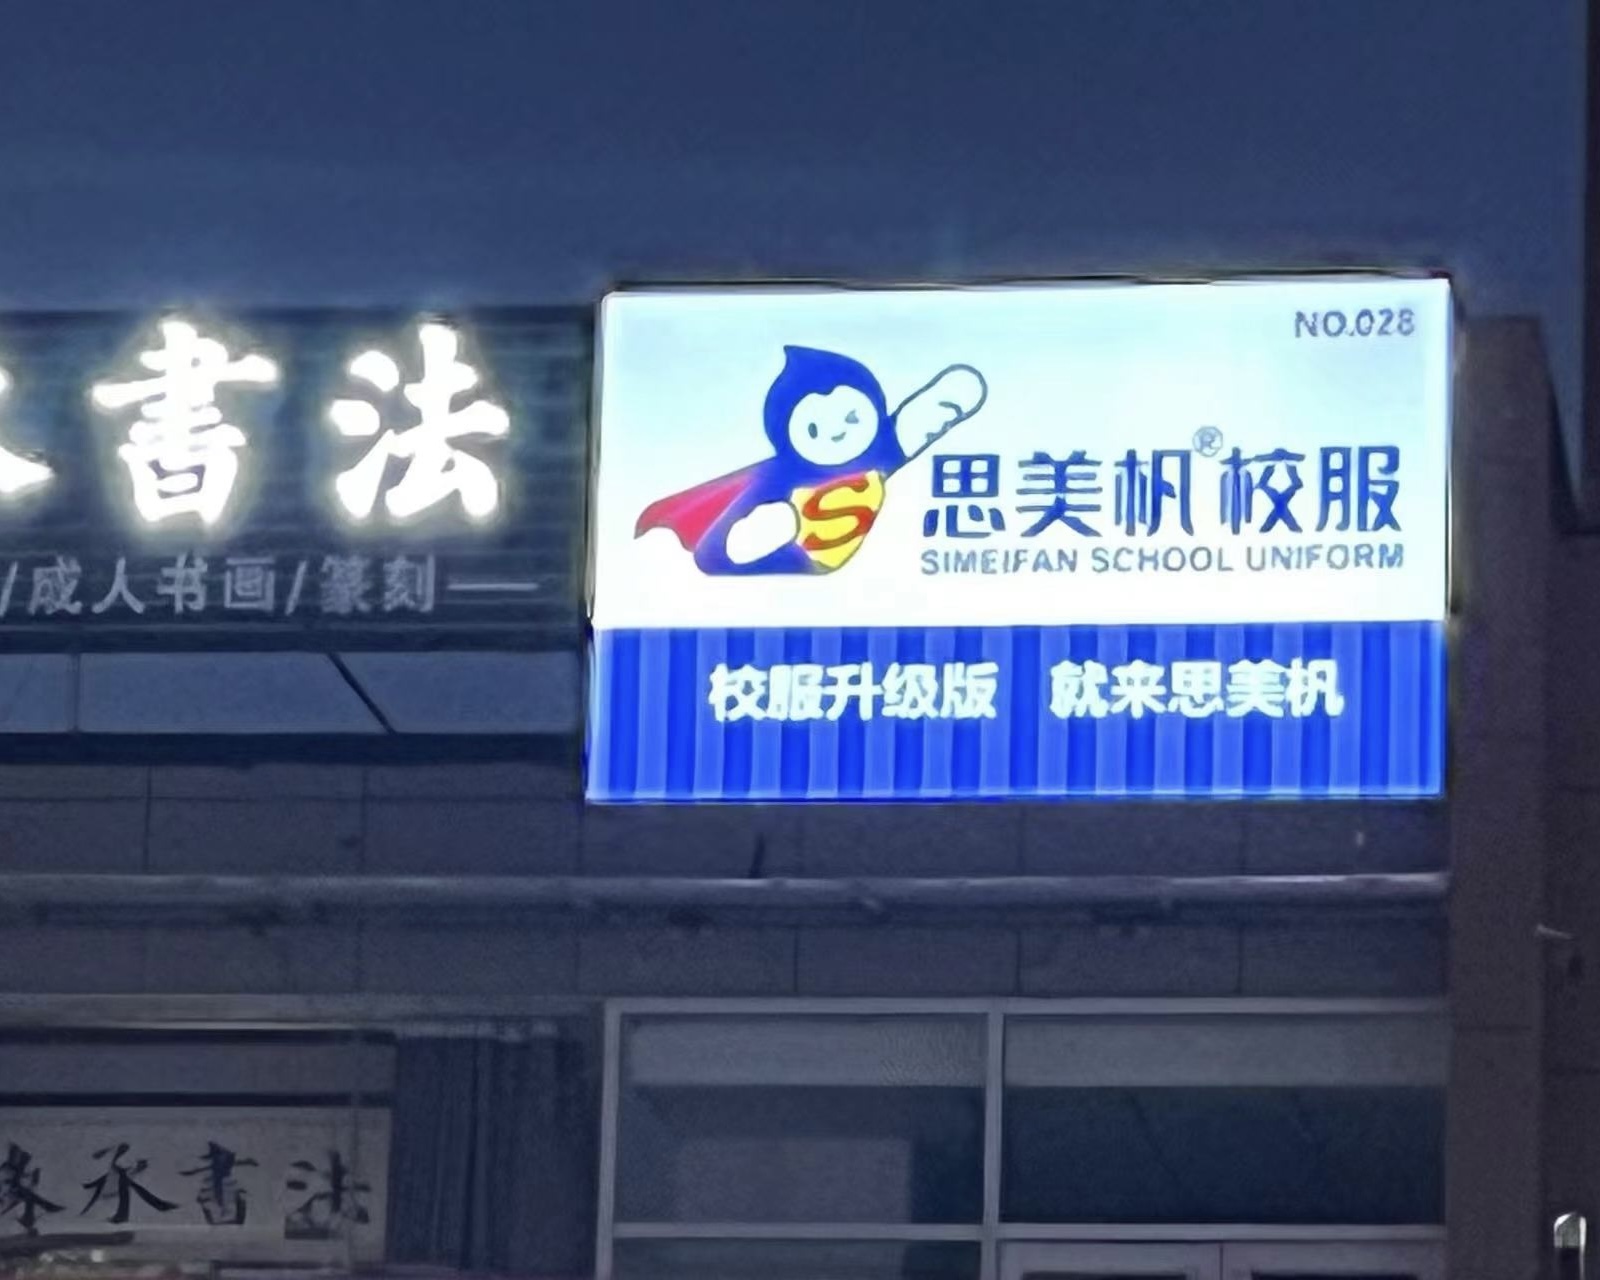 書法
/成人书画/篆刻——
NO.028
S
思美枫®校服
SIMEIFAN SCHOOL UNIFORM
校服升级版 就来思美枫
承書法